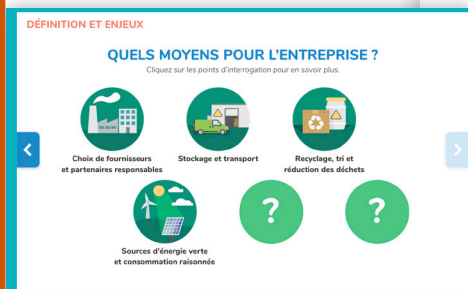 DÉFINITION ET ENJEUX
QUELS MOYENS POUR L'ENTREPRISE ?
Cliquez sur les points d'interrogation pour en savoir plus.
Choix de fournisseurs
et partenaires responsables
Stockage et transport
Recyclage, tri et
réduction des déchets
Sources d'énergie verte
et consommation raisonnée
?
?